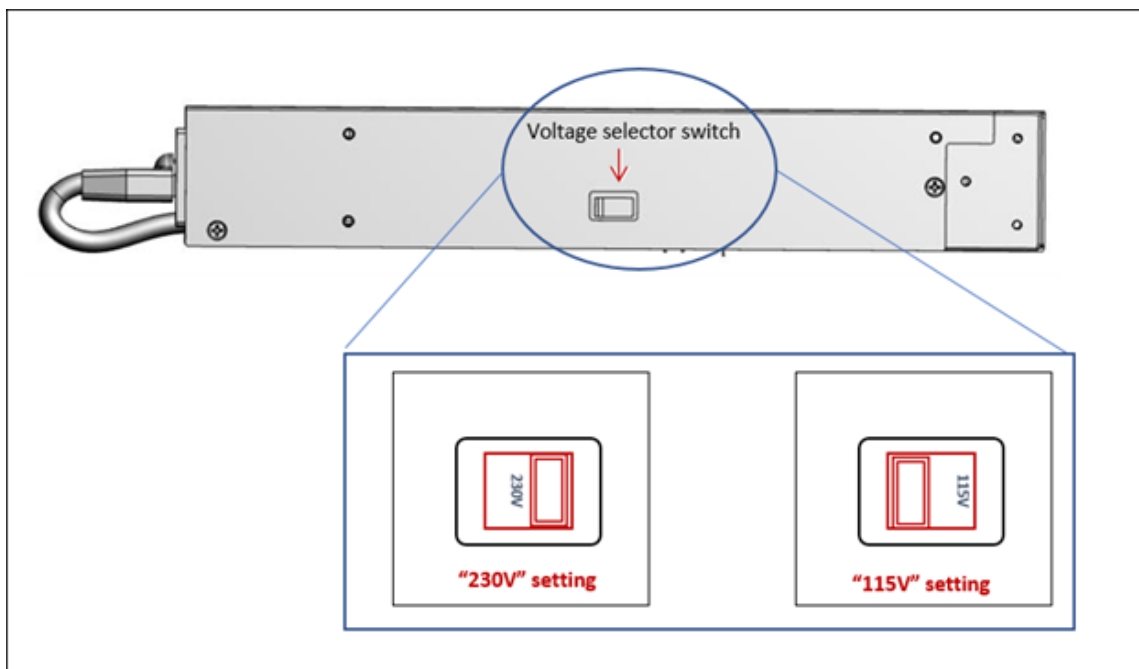 Voltage selector switch
230V
115V
“230V” setting
“115V” setting